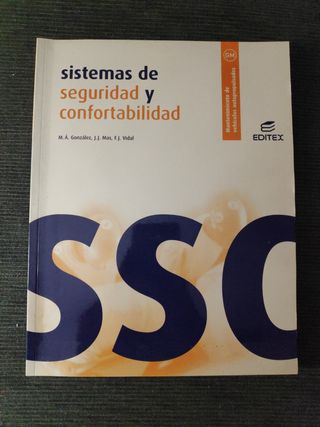 sistemas de
seguridad y
confortabilidad
M. Á. González, J.J. Mas, F.J. Vidal
GM
Mantenimiento de
vehículos autopropulsados
EDITEX
SSC